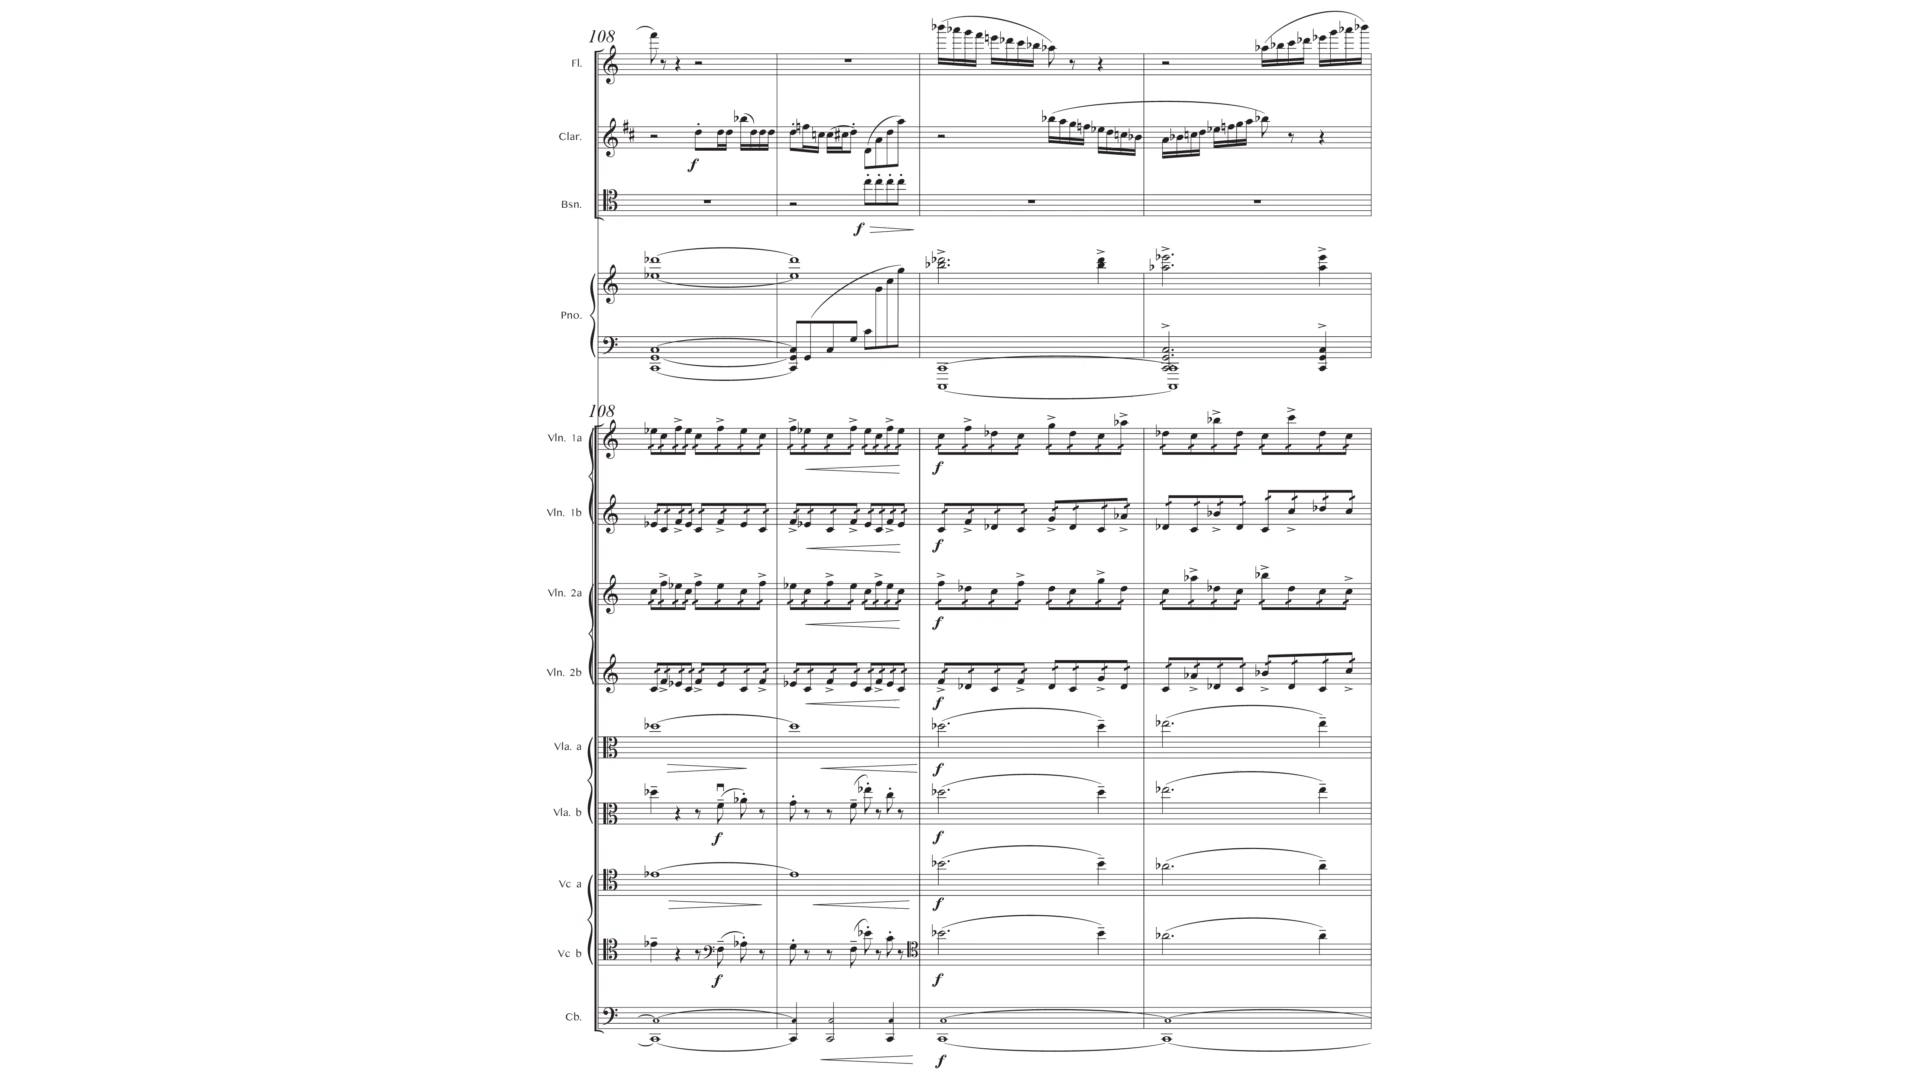 108
Fl.
Clar.
f
Bsn.
f
Pno.
108
Vln. 1a
f
Vln. 1b
f
Vln. 2a
f
Vln. 2b
f
Vla. a
f
Vla. b
f f
Vc a
f
Vc b
f f
Cb.
f